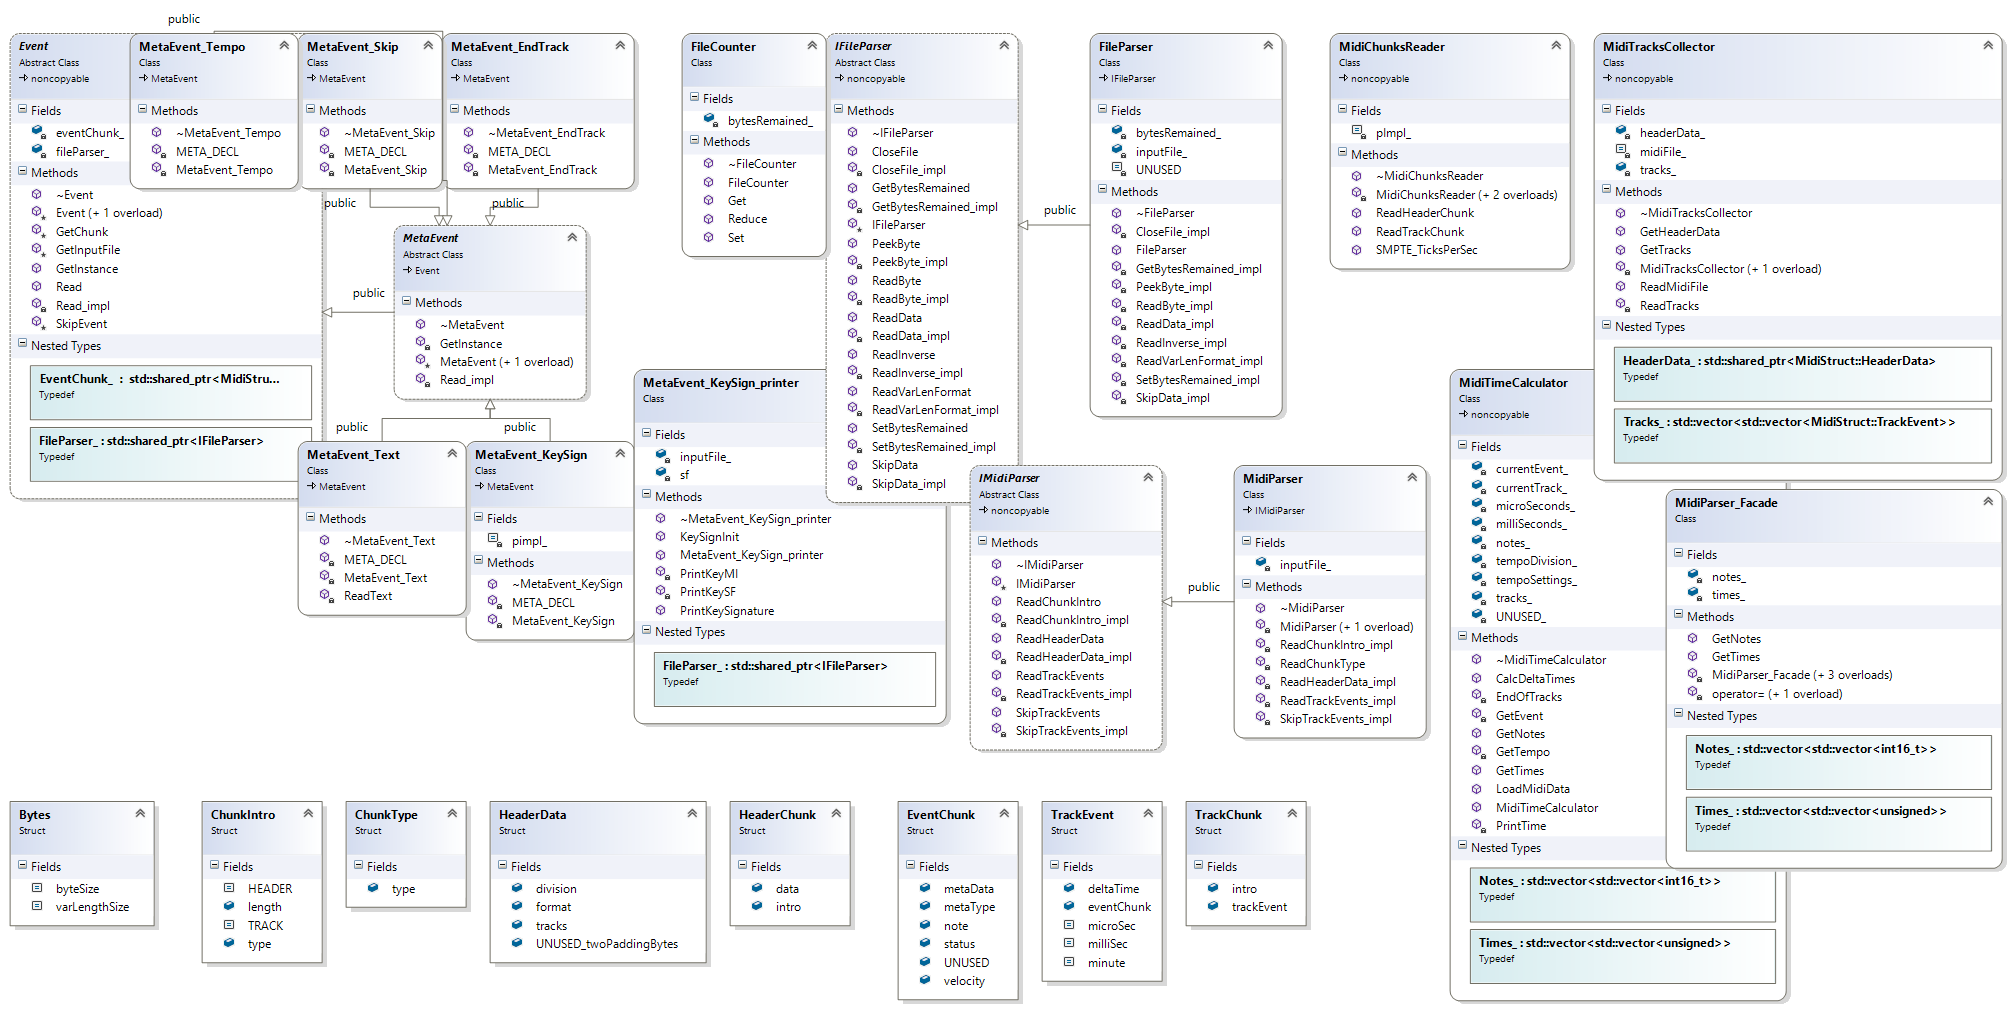 public
Event
Abstract Class
noncopyable
Fields
eventChunk_
fileParser_
Methods
~Event
Event (+ 1 overload)
GetChunk
GetInputFile
GetInstance
Read
Read_impl
SkipEvent
Nested Types
EventChunk_ : std::shared_ptr<MidiStru...
Typedef
FileParser_ : std::shared_ptr<IFileParser>
Typedef
MetaEvent_Tempo
Class
MetaEvent
Methods
~MetaEvent_Tempo
META_DECL
MetaEvent_Tempo
MetaEvent_Skip
Class
MetaEvent
Methods
~MetaEvent_Skip
META_DECL
MetaEvent_Skip
MetaEvent_EndTrack
Class
MetaEvent
Methods
~MetaEvent_EndTrack
META_DECL
MetaEvent_EndTrack
public
public
MetaEvent
Abstract Class
Event
Methods
~MetaEvent
GetInstance
MetaEvent (+ 1 overload)
Read_impl
public
public
public
MetaEvent_Text
Class
MetaEvent
Methods
~MetaEvent_Text
META_DECL
MetaEvent_Text
ReadText
MetaEvent_KeySign
Class
MetaEvent
Fields
pimpl_
Methods
~MetaEvent_KeySign
META_DECL
MetaEvent_KeySign
MetaEvent_KeySign_printer
Class
Fields
inputFile_
sf
Methods
~MetaEvent_KeySign_printer
KeySignInit
MetaEvent_KeySign_printer
PrintKeyMI
PrintKeySF
PrintKeySignature
Nested Types
FileParser_ : std::shared_ptr<IFileParser>
Typedef
FileCounter
Class
Fields
bytesRemained_
Methods
~FileCounter
FileCounter
Get
Reduce
Set
IFileParser
Abstract Class
noncopyable
Methods
~IFileParser
CloseFile
CloseFile_impl
GetBytesRemained
GetBytesRemained_impl
IFileParser
PeekByte
PeekByte_impl
ReadByte
ReadByte_impl
ReadData
ReadData_impl
ReadInverse
ReadInverse_impl
ReadVarLenFormat
ReadVarLenFormat_impl
SetBytesRemained
SetBytesRemained_impl
SkipData
SkipData_impl
public
FileParser
Class
IFileParser
Fields
bytesRemained_
inputFile_
UNUSED
Methods
~FileParser
CloseFile_impl
FileParser
GetBytesRemained_impl
PeekByte_impl
ReadByte_impl
ReadData_impl
ReadInverse_impl
ReadVarLenFormat_impl
SetBytesRemained_impl
SkipData_impl
IMidiParser
Abstract Class
noncopyable
Methods
~IMidiParser
IMidiParser
ReadChunkIntro
ReadChunkIntro_impl
ReadHeaderData
ReadHeaderData_impl
ReadTrackEvents
ReadTrackEvents_impl
SkipTrackEvents
SkipTrackEvents_impl
public
MidiParser
Class
IMidiParser
Fields
inputFile_
Methods
~MidiParser
MidiParser (+ 1 overload)
ReadChunkIntro_impl
ReadChunkType
ReadHeaderData_impl
ReadTrackEvents_impl
SkipTrackEvents_impl
MidiChunksReader
Class
noncopyable
Fields
pImpl_
Methods
~MidiChunksReader
MidiChunksReader (+ 2 overloads)
ReadHeaderChunk
ReadTrackChunk
SMPTE_TicksPerSec
MidiTracksCollector
Class
noncopyable
Fields
headerData_
midiFile_
tracks_
Methods
~MidiTracksCollector
GetHeaderData
GetTracks
MidiTracksCollector (+ 1 overload)
ReadMidiFile
ReadTracks
Nested Types
HeaderData_ : std::shared_ptr<MidiStruct::HeaderData>
Typedef
Tracks_ : std::vector<std::vector<MidiStruct::TrackEvent>>
Typedef
MidiTimeCalculator
Class
noncopyable
Fields
currentEvent_
currentTrack_
microSeconds_
milliSeconds_
notes_
tempoDivision_
tempoSettings_
tracks_
UNUSED_
Methods
~MidiTimeCalculator
CalcDeltaTimes
EndOfTracks
GetEvent
GetNotes
GetTempo
GetTimes
LoadMidiData
MidiTimeCalculator
PrintTime
Nested Types
Notes_ : std::vector<std::vector<int16_t>>
Typedef
Times_ : std::vector<std::vector<unsigned>>
Typedef
MidiParser_Facade
Class
Fields
notes_
times_
Methods
GetNotes
GetTimes
MidiParser_Facade (+ 3 overloads)
operator= (+ 1 overload)
Nested Types
Notes_ : std::vector<std::vector<int16_t>>
Typedef
Times_ : std::vector<std::vector<unsigned>>
Typedef
Bytes
Struct
Fields
byteSize
varLengthSize
ChunkIntro
Struct
Fields
HEADER
length
TRACK
type
ChunkType
Struct
Fields
type
HeaderData
Struct
Fields
division
format
tracks
UNUSED_twoPaddingBytes
HeaderChunk
Struct
Fields
data
intro
EventChunk
Struct
Fields
metaData
metaType
note
status
UNUSED
velocity
TrackEvent
Struct
Fields
deltaTime
eventChunk
microSec
milliSec
minute
TrackChunk
Struct
Fields
intro
trackEvent